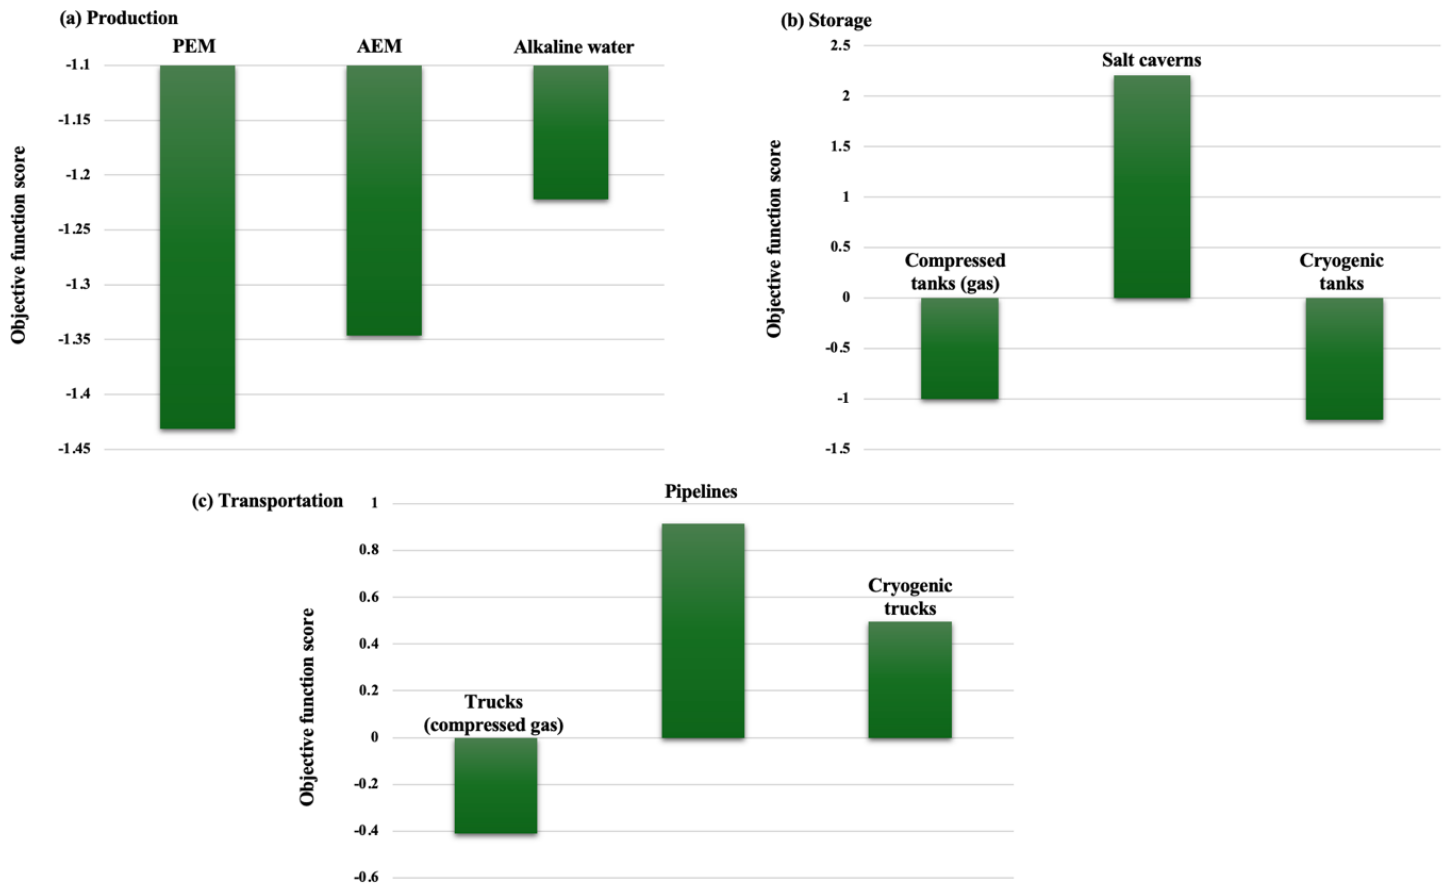 (a) Production
PEM
AEM
Alkaline water
-1.1
-1.15
-1.2
-1.25
-1.3
-1.35
-1.4
-1.45
Objective function score
(b) Storage
2.5
2
1.5
1
0.5
0
-0.5
-1
-1.5
Objective function score
Salt caverns
Compressed
tanks (gas)
Cryogenic
tanks
(c) Transportation
1
0.8
0.6
0.4
0.2
0
-0.2
-0.4
-0.6
Objective function score
Pipelines
Cryogenic
trucks
Trucks
(compressed gas)